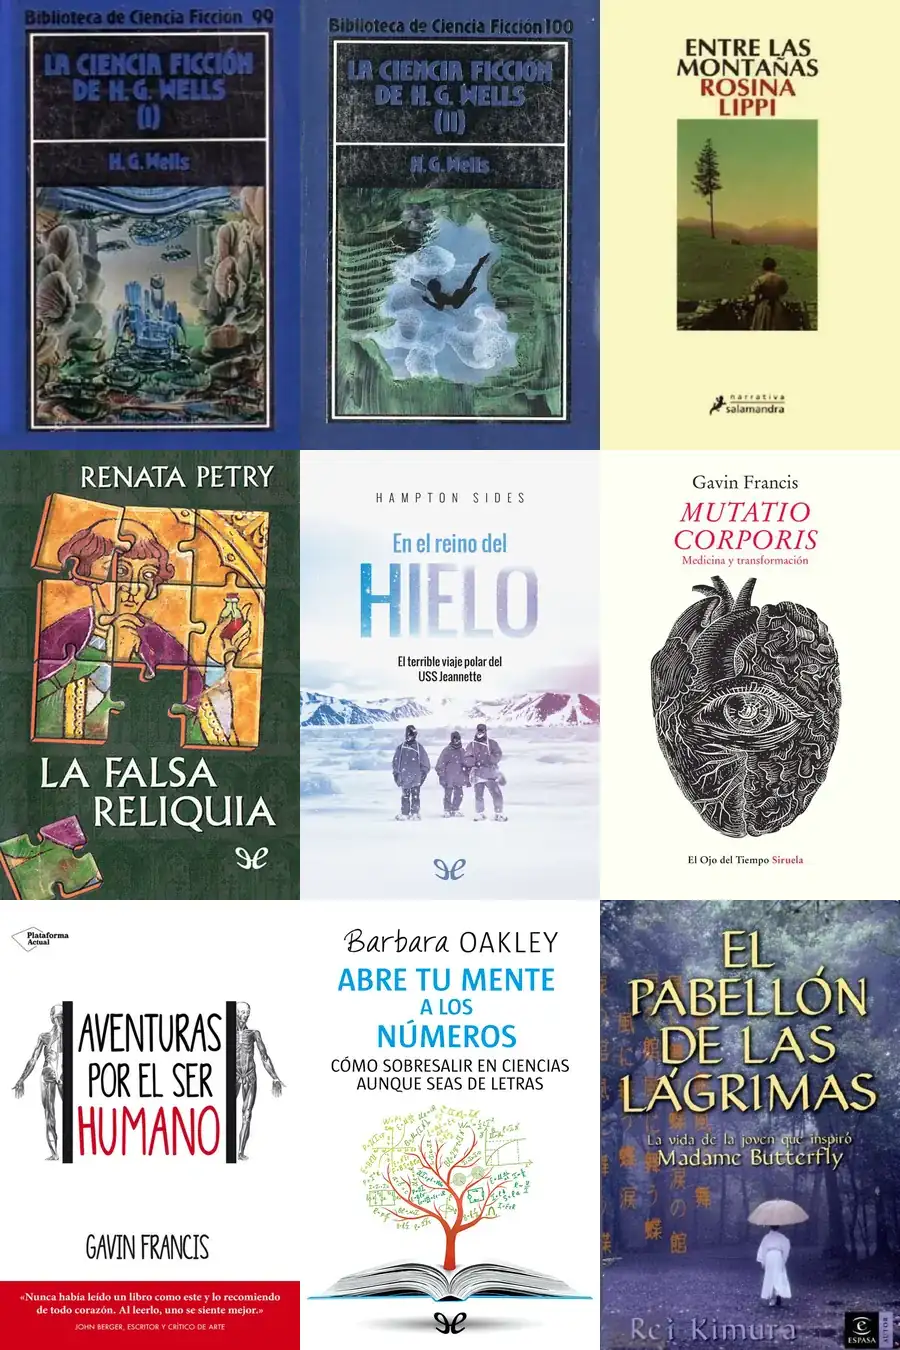 Biblioteca de Ciencia Ficción 99
LA CIENCIA FICCIÓN
DE H. G. WELLS
(I)
H. G. Wells
Biblioteca de Ciencia Ficción 100
LA CIENCIA FICCIÓN
DE H. G. WELLS
(II)
H. G. Wells
ENTRE LAS
MONTAÑAS
ROSINA
LIPPI
narrativa
salamandra
RENATA PETRY
LA FALSA
RELIQUIA
HAMPTON SIDES
En el reino del
HIELO
El terrible viaje polar del
USS Jeannette
Gavin Francis
MUTATIO
CORPORIS
Medicina y transformación
El Ojo del Tiempo Siruela
Plataforma
Actual
AVENTURAS
POR EL SER
HUMANO
GAVIN FRANCIS
«Nunca había leído un libro como este y lo recomiendo
de todo corazón. Al leerlo, uno se siente mejor.»
JOHN BERGER, ESCRITOR Y CRÍTICO DE ARTE
Barbara OAKLEY
ABRE TU MENTE
A LOS
NÚMEROS
CÓMO SOBRESALIR EN CIENCIAS
AUNQUE SEAS DE LETRAS
EL
PABELLÓN
DE LAS
LÁGRIMAS
La vida de la joven que inspiró
Madame Butterfly
Rei Kimura
ESPASA